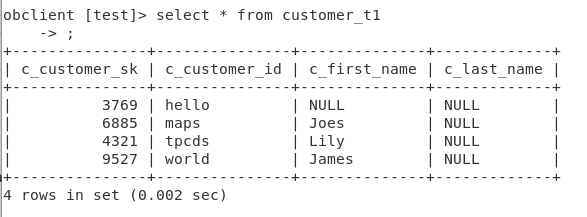 obclient [test]> select * from customer_t1
    -> ;
+---------------+---------------+--------------+-------------+
| c_customer_sk | c_customer_id | c_first_name | c_last_name |
+---------------+---------------+--------------+-------------+
|          3769 | hello         | NULL         | NULL        |
|          6885 | maps          | Joes         | NULL        |
|          4321 | tpcds         | Lily         | NULL        |
|          9527 | world         | James        | NULL        |
+---------------+---------------+--------------+-------------+
4 rows in set (0.002 sec)